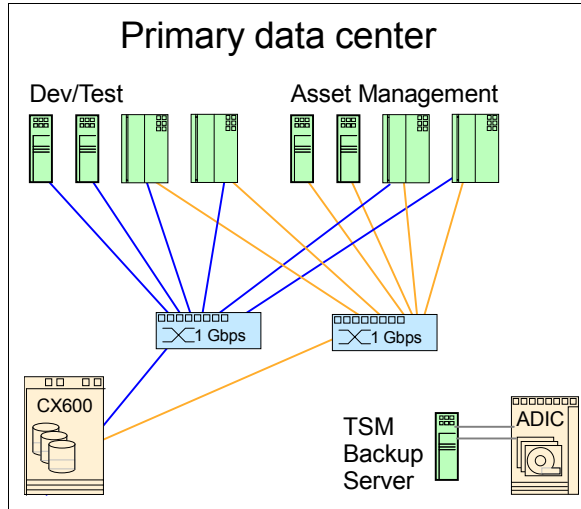 Primary data center
Dev/Test
Asset Management
1 Gbps
1 Gbps
CX600
TSM
Backup
Server
ADIC